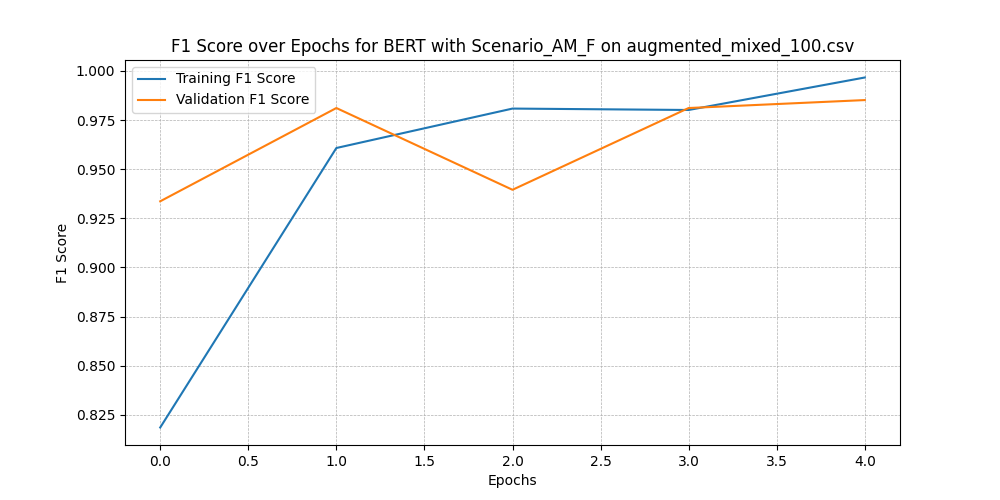 F1 Score over Epochs for BERT with Scenario_AM_F on augmented_mixed_100.csv
Training F1 Score
Validation F1 Score
F1 Score
1.000
0.975
0.950
0.925
0.900
0.875
0.850
0.825
0.0 0.5 1.0 1.5 2.0 2.5 3.0 3.5 4.0
Epochs